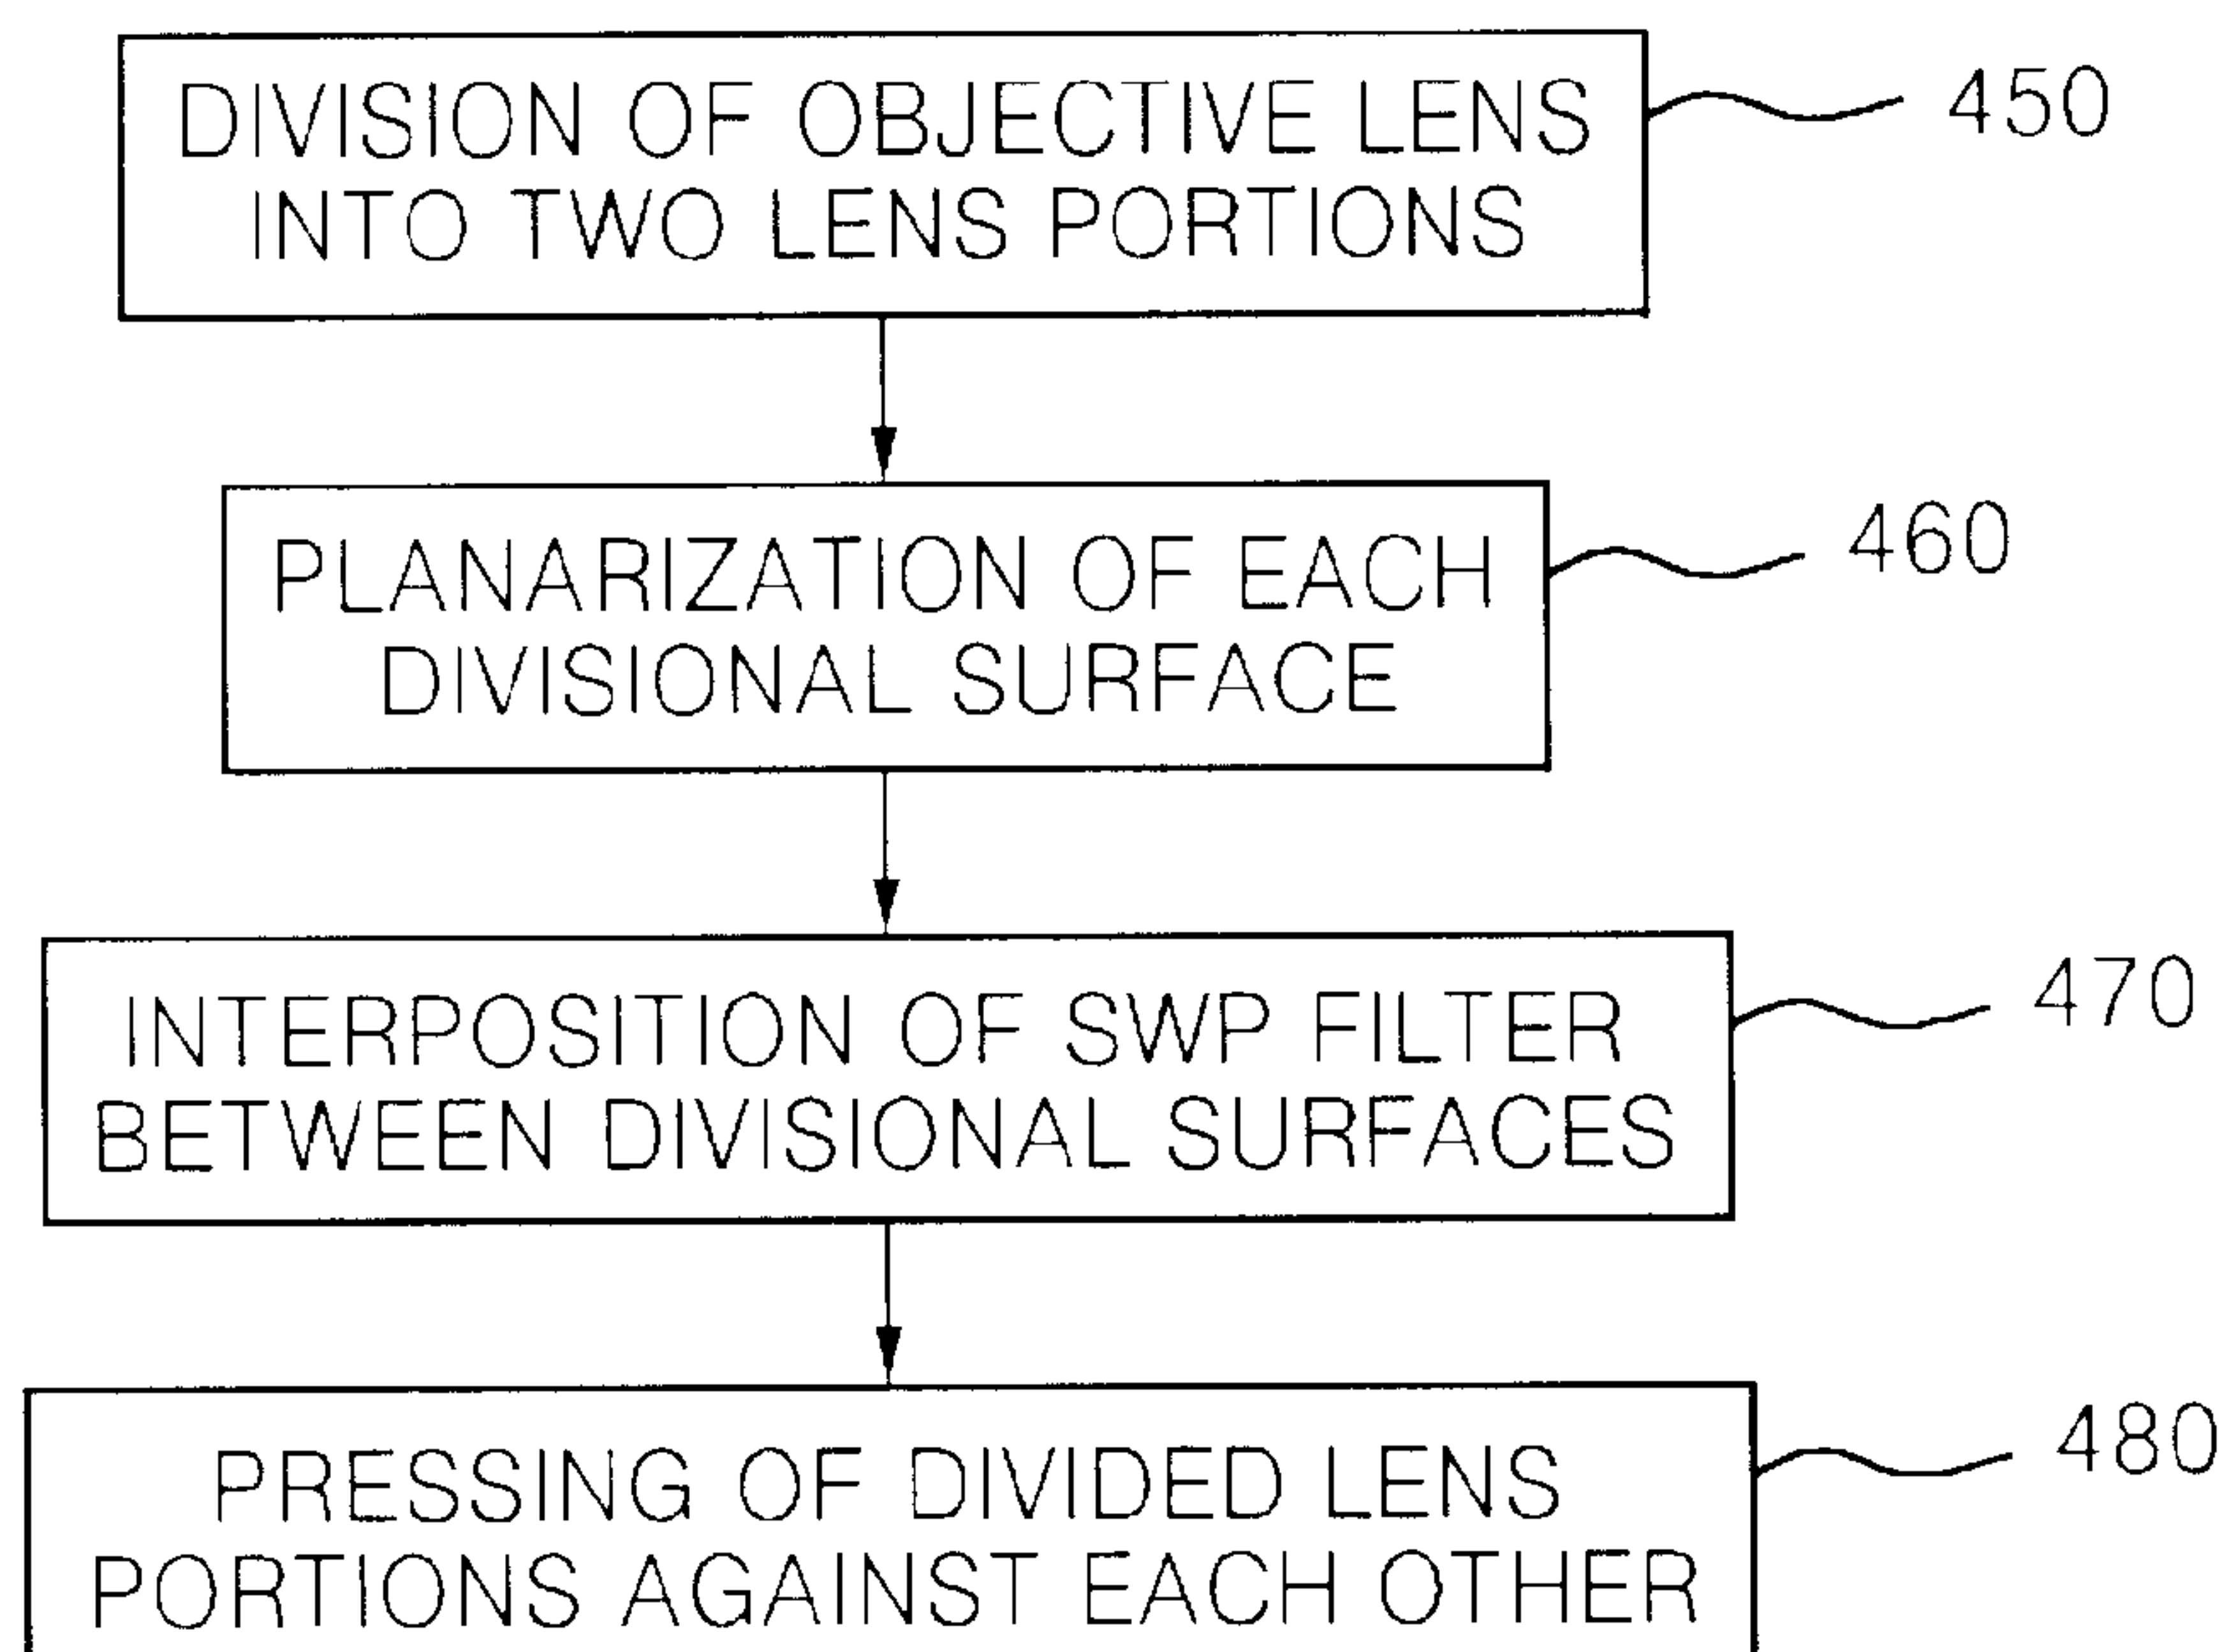 DIVISION OF OBJECTIVE LENS
INTO TWO LENS PORTIONS
450
PLANARIZATION OF EACH
DIVISIONAL SURFACE
460
INTERPOSITION OF SWP FILTER
BETWEEN DIVISIONAL SURFACES
470
PRESSING OF DIVIDED LENS
PORTIONS AGAINST EACH OTHER
480